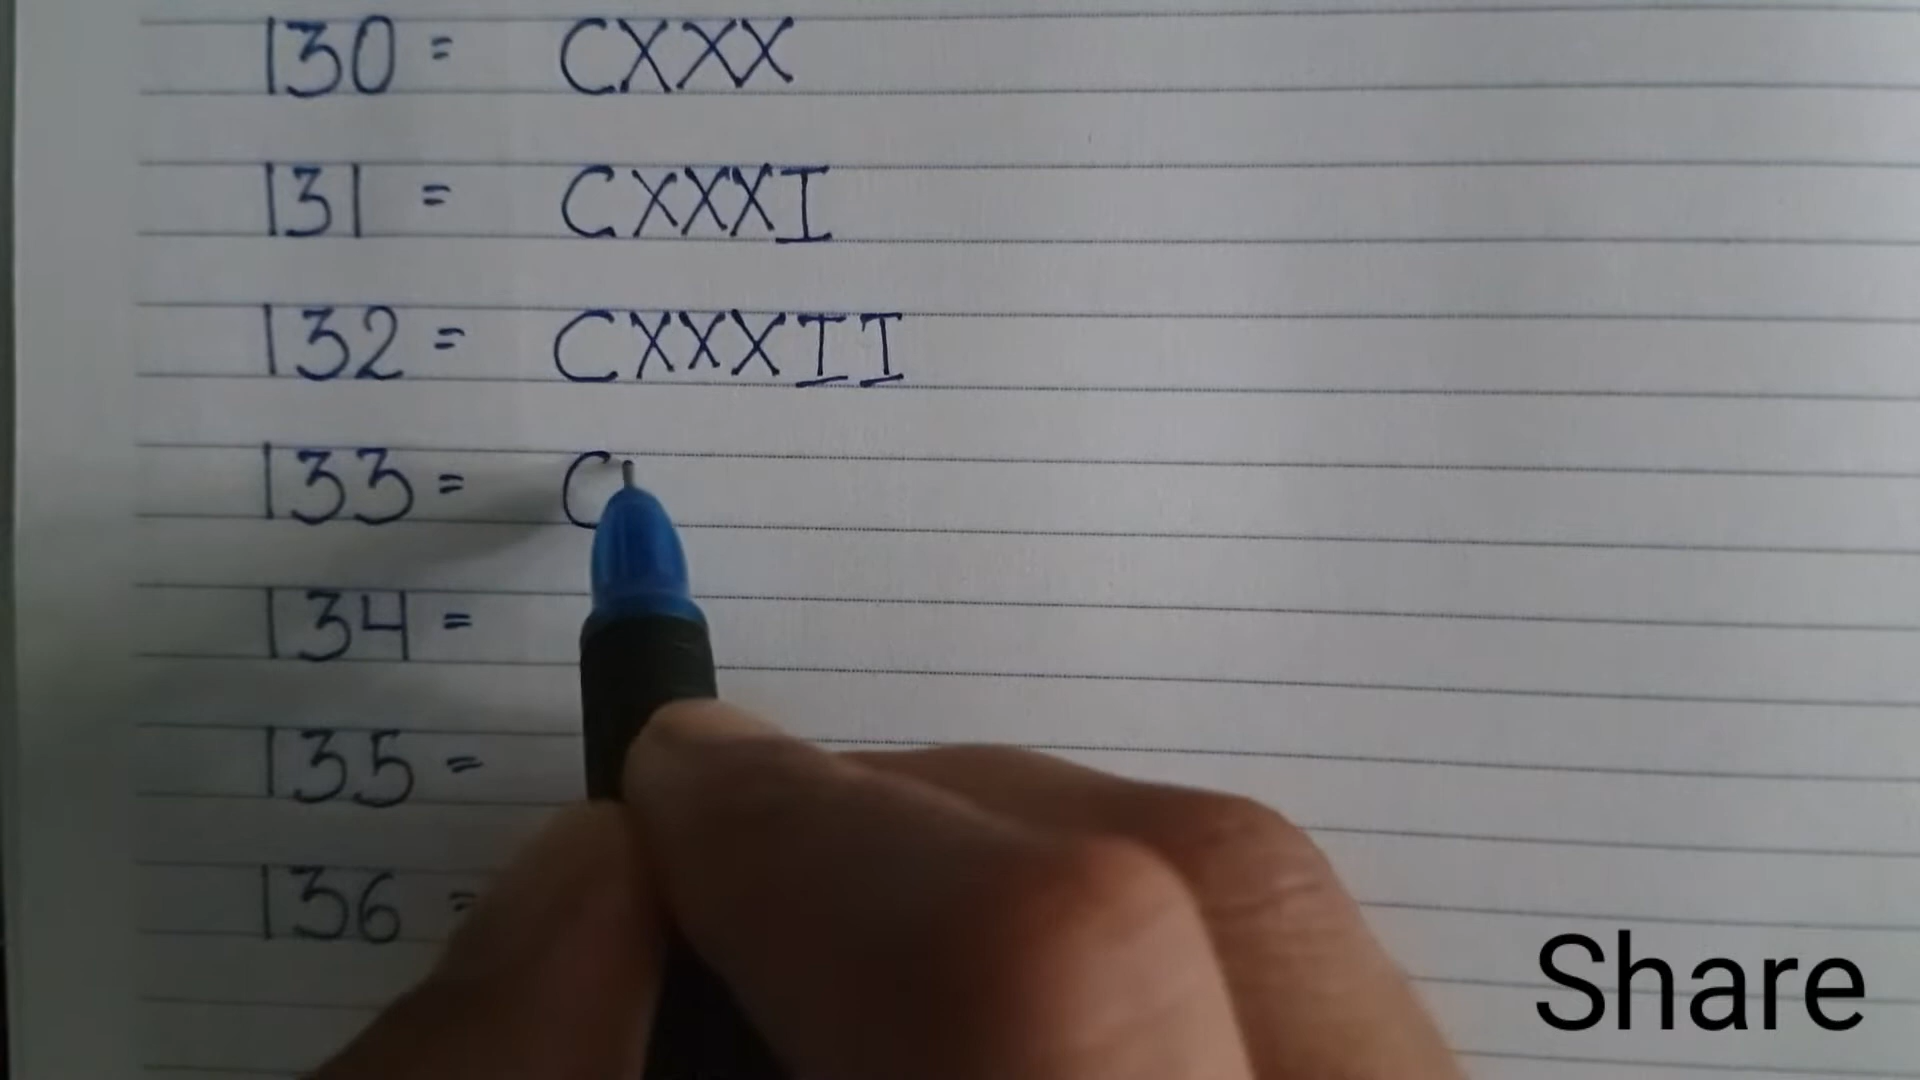 130 = CXXX
131 = CXXXI
132 = CXXXII
133 = C
134 =
135 =
136 =
Share